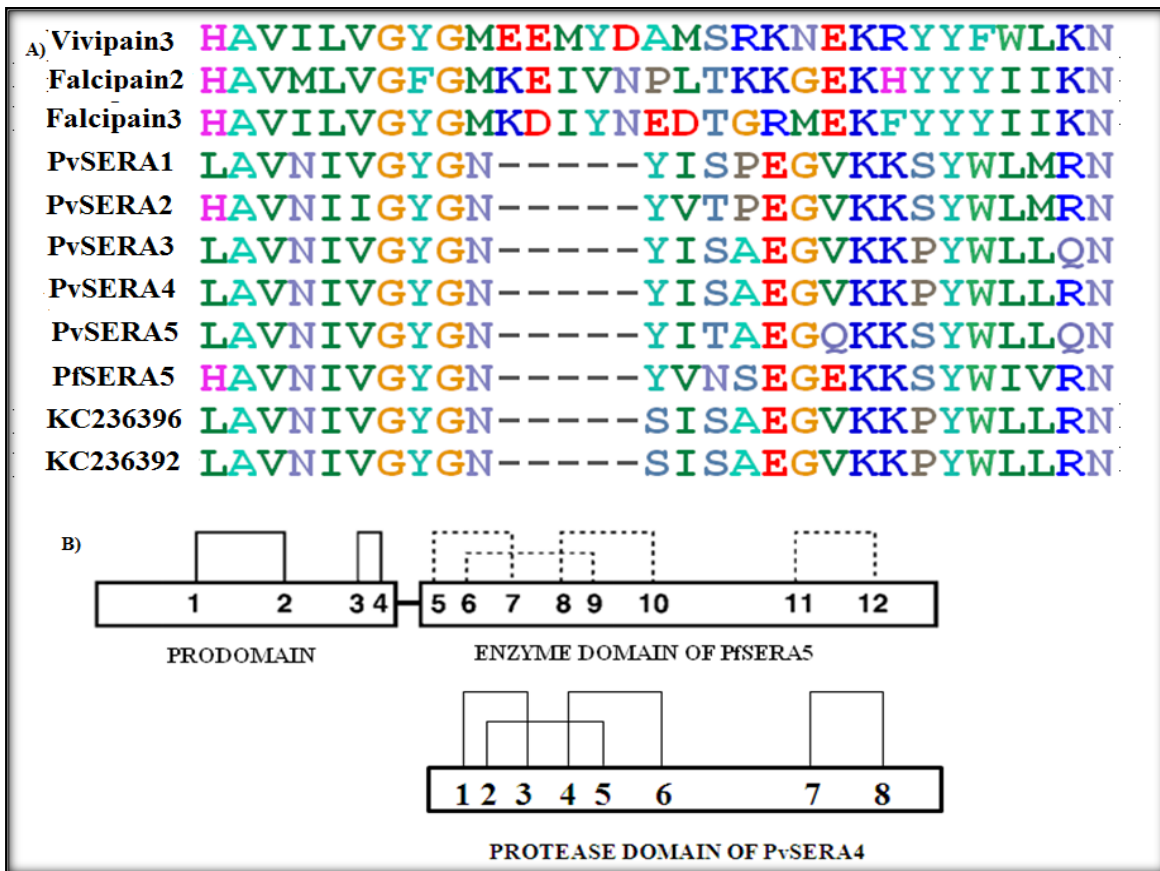 A) Vivipain3 HAVILVGYGMEEMYDAMSRKNEKRYYFWLKN
Falcipain2 HAVMLVGFGMKEIVNPLTKKGEKHYYYIIKN
Falcipain3 HAVILVGYGMKDIYNEDTGRMEKFYYYIIKN
PvSERA1 LAVNIVGYGN-----YISPEGVKKSYWLMRN
PvSERA2 HAVNIIGYGN-----YVTPEGVKKSYWLMRN
PvSERA3 LAVNIVGYGN-----YISAEGVKKPYWLLQN
PvSERA4 LAVNIVGYGN-----YISAEGVKKPYWLLRN
PvSERA5 LAVNIVGYGN-----YITAEGQKKSYWLLQN
PfSERA5 HAVNIVGYGN-----YVNSEGEKKSYWIVRN
KC236396 LAVNIVGYGN-----SISAEGVKKPYWLLRN
KC236392 LAVNIVGYGN-----SISAEGVKKPYWLLRN
B)
1 2 3 4 5 6 7 8 9 10 11 12
PRODOMAIN ENZYME DOMAIN OF PfSERA5
1 2 3 4 5 6 7 8
PROTEASE DOMAIN OF PvSERA4